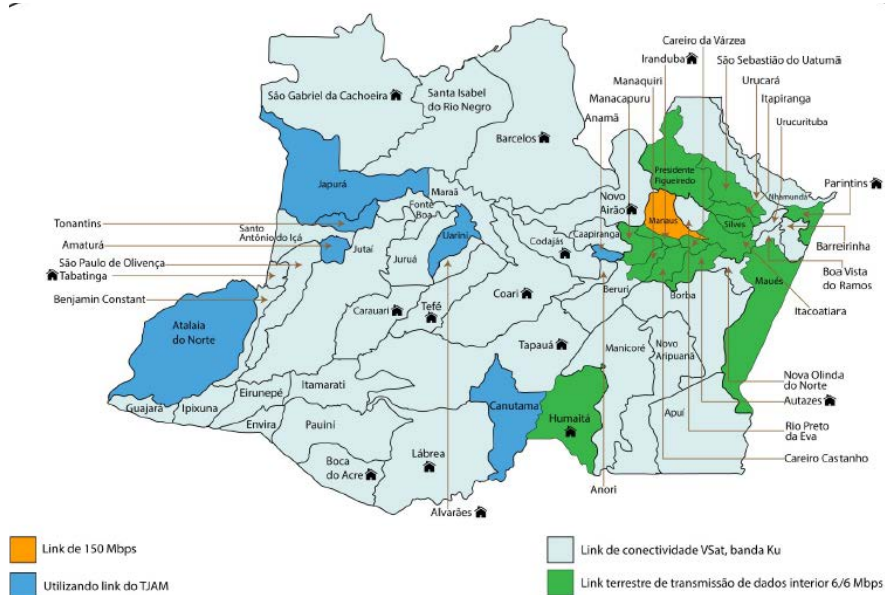 Careiro da Várzea
Iranduba
São Sebastião do Uatumã
Manaquiri
Urucará
Manacapuru
Itapiranga
Anamã
Urucurituba
São Gabriel da Cachoeira
Santa Isabel
do Rio Negro
Barcelos
Presidente
Figueiredo
Parintins
Nhamundá
Japurá
Maraã
Novo
Airão
Manaus
Fonte
Boa
Silves
Tonantins
Santo
Antônio do Içá
Uarini
Caapiranga
Barreirinha
Amaturá
Jutaí
Codajás
São Paulo de Olivença
Juruá
Boa Vista
do Ramos
Tabatinga
Maués
Beruri
Borba
Benjamin Constant
Coari
Itacoatiara
Tefé
Carauari
Atalaia
do Norte
Tapauá
Manicoré
Novo
Aripuanã
Nova Olinda
do Norte
Itamarati
Eirunepé
Autazes
Guajará
Ipixuna
Canutama
Humaitá
Apuí
Envira
Pauini
Rio Preto
da Eva
Lábrea
Boca
do Acre
Careiro Castanho
Anori
Alvarães
Link de 150 Mbps
Link de conectividade VSat, banda Ku
Utilizando link do TJAM
Link terrestre de transmissão de dados interior 6/6 Mbps